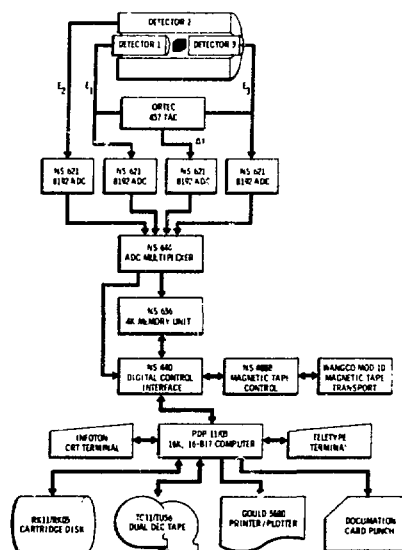 DETECTOR 2
DETECTOR 1
DETECTOR 3
E2
E1
E3
ORTEC
457 TAC
ΔT
NS 621
8192 ADC
NS 621
8192 ADC
NS 621
8192 ADC
NS 621
8192 ADC
NS 644
ADC MULTIPLEXER
NS 636
4K MEMORY UNIT
NS 440
DIGITAL CONTROL
INTERFACE
MAGNETIC TAPE
CONTROL
WANGCO MOD 10
MAGNETIC TAPE
TRANSPORT
INFOTON
CRT TERMINAL
PDP 11/05
16K, 16-BIT COMPUTER
TELETYPE
TERMINAL
RK11/RK05
CARTRIDGE DISK
TC11/TU56
DUAL DEC TAPE
GOULD 5000
PRINTER/PLOTTER
DOCUMATION
CARD PUNCH